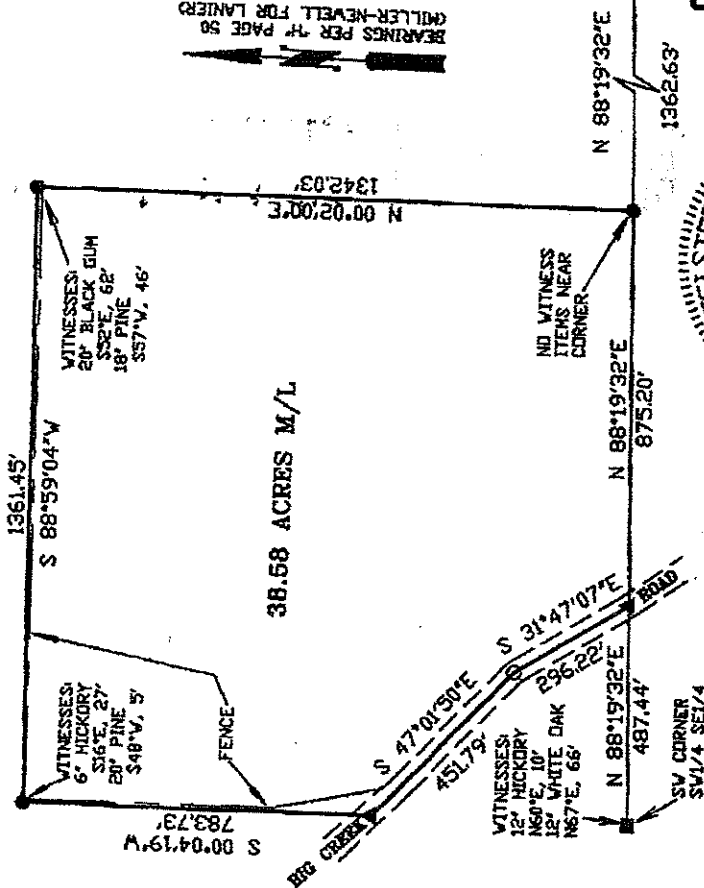 BEARINGS PER "H" PAGE 50
(MILLER-NEWELL FOR LANIER)
1361.45'
S 88°59'04"W
WITNESSES:
20" BLACK GUM
S52°E, 62'
18" PINE
S57°W, 46'
WITNESSES:
6" HICKORY
S16°E, 27'
20" PINE
S48°W, 5'
FENCE
S 00°04'19"W
783.73'
N 00°02'00"E
1342.03'
38.58 ACRES M/L
BIG CREEK
ROAD
S 47°01'50"E
451.79'
S 31°47'07"E
296.22'
WITNESSES:
12" HICKORY
N60°E, 10'
12" WHITE OAK
N67°E, 66'
NO WITNESS
ITEMS NEAR
CORNER
N 88°19'32"E
487.44'
N 88°19'32"E
875.20'
N 88°19'32"E
1362.63'
SW CORNER
SW1/4 SE1/4